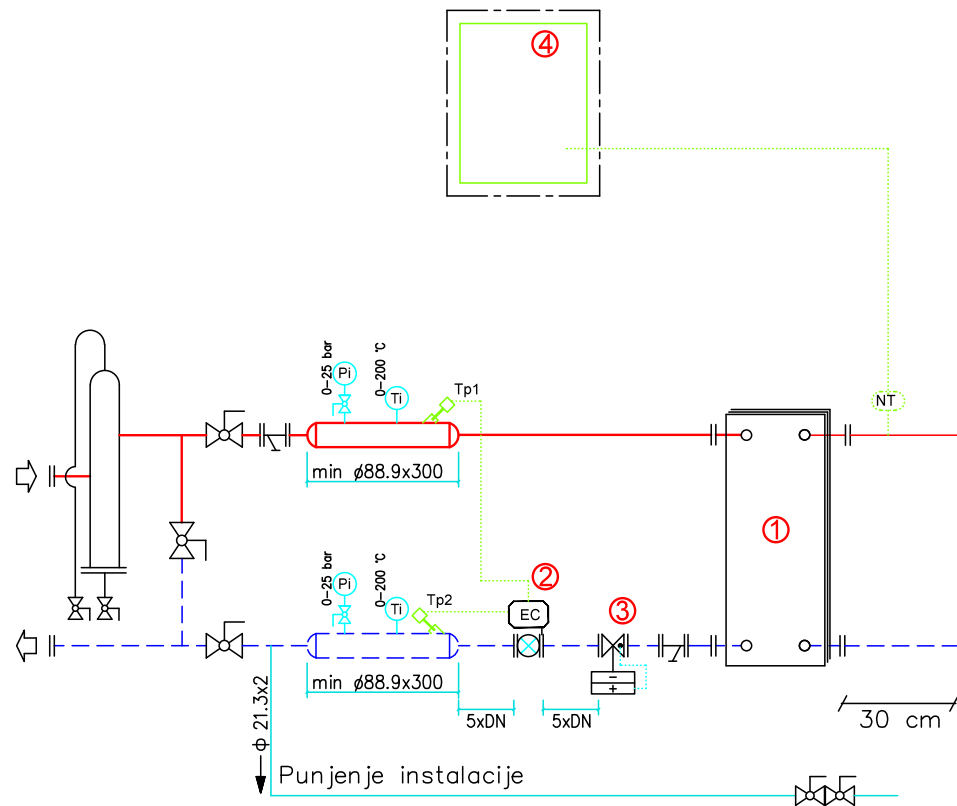 4
NT
0-25 bar
Pi
0-200 °C
Ti
Tp1
min ø88.9x300
1
0-25 bar
Pi
0-200 °C
Ti
Tp2
EC
2
3
-
+
min ø88.9x300
5xDN
5xDN
30 cm
ф 21.3x2
Punjenje instalacije